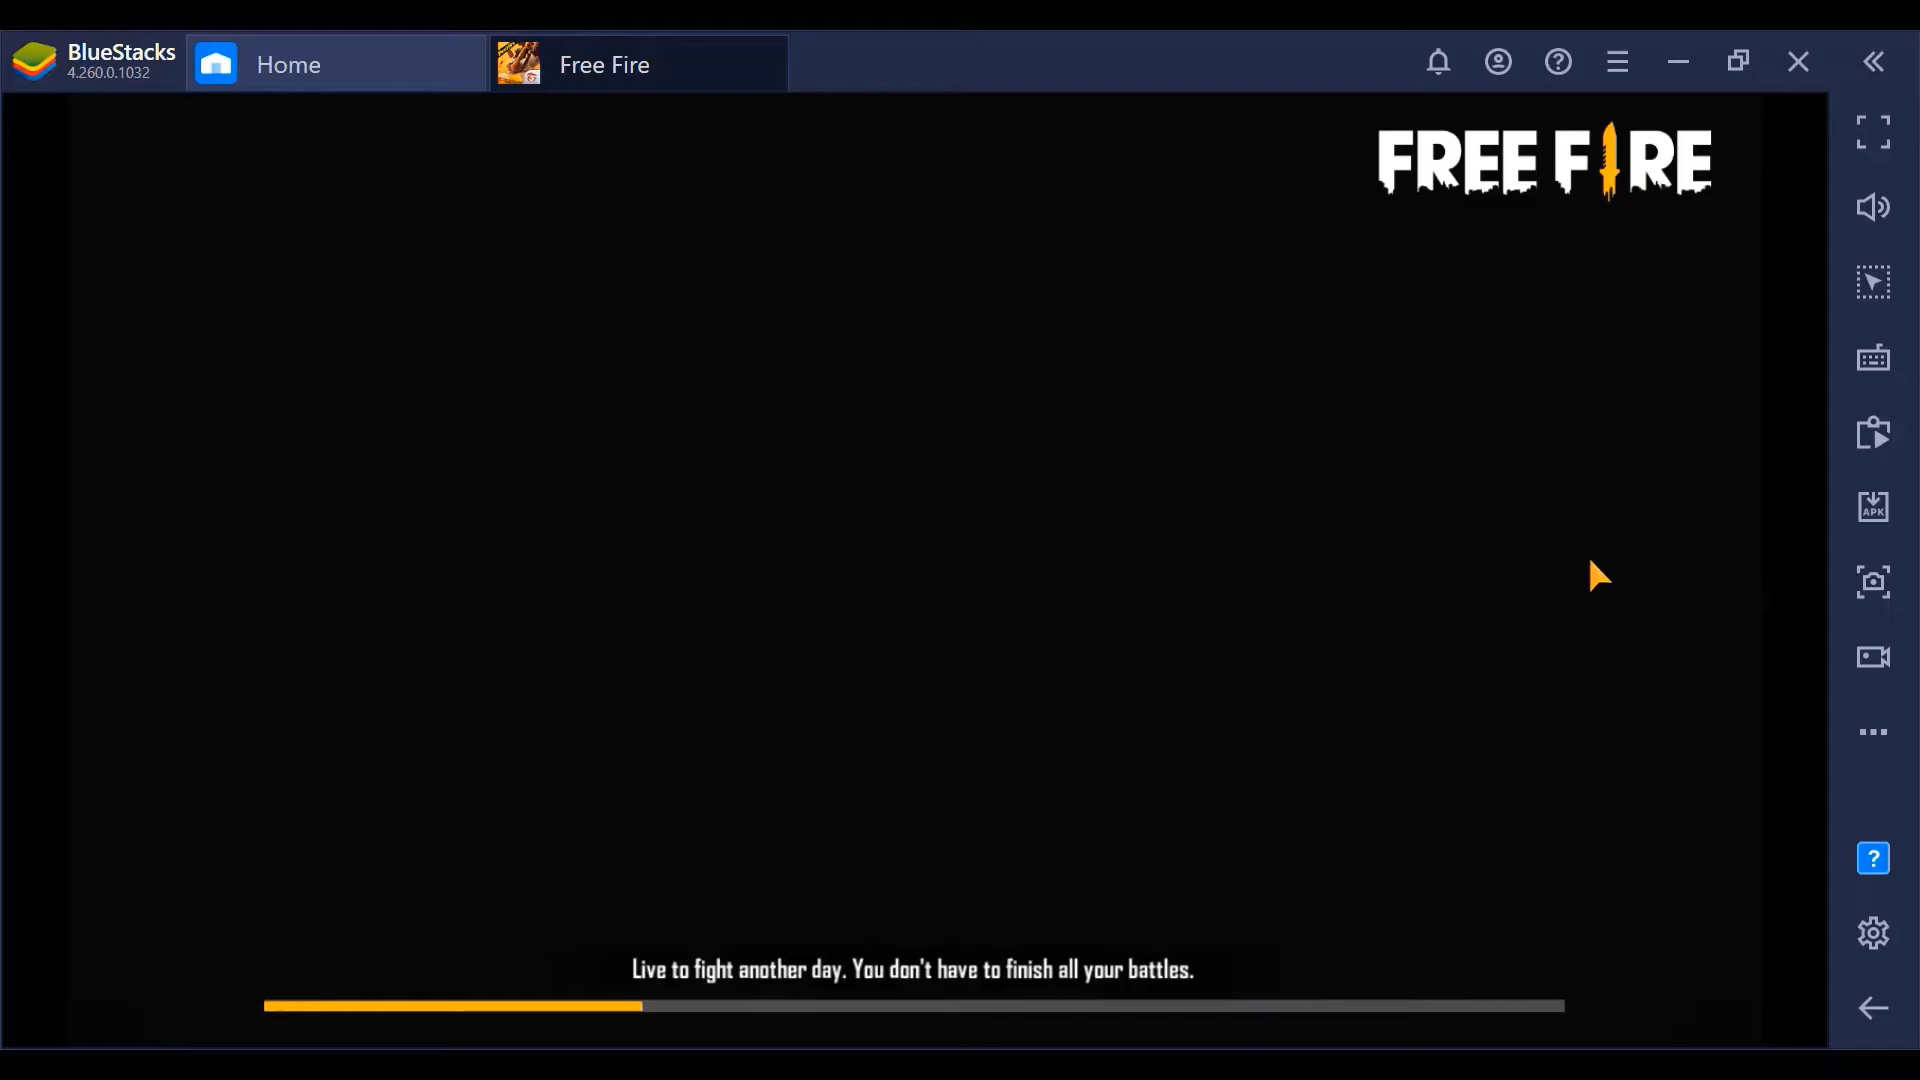 BlueStacks
4.260.0.1032
Home
Free Fire
FREE FIRE
APK
Live to fight another day. You don't have to finish all your battles.